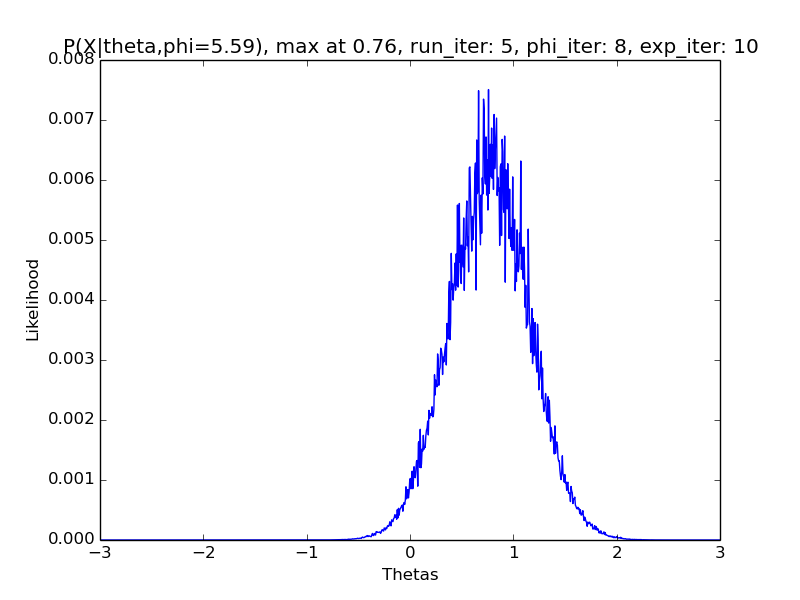 P(X|theta,phi=5.59), max at 0.76, run_iter: 5, phi_iter: 8, exp_iter: 10
0.008
0.007
0.006
0.005
0.004
0.003
0.002
0.001
0.000
Likelihood
−3 −2 −1 0 1 2 3
Thetas